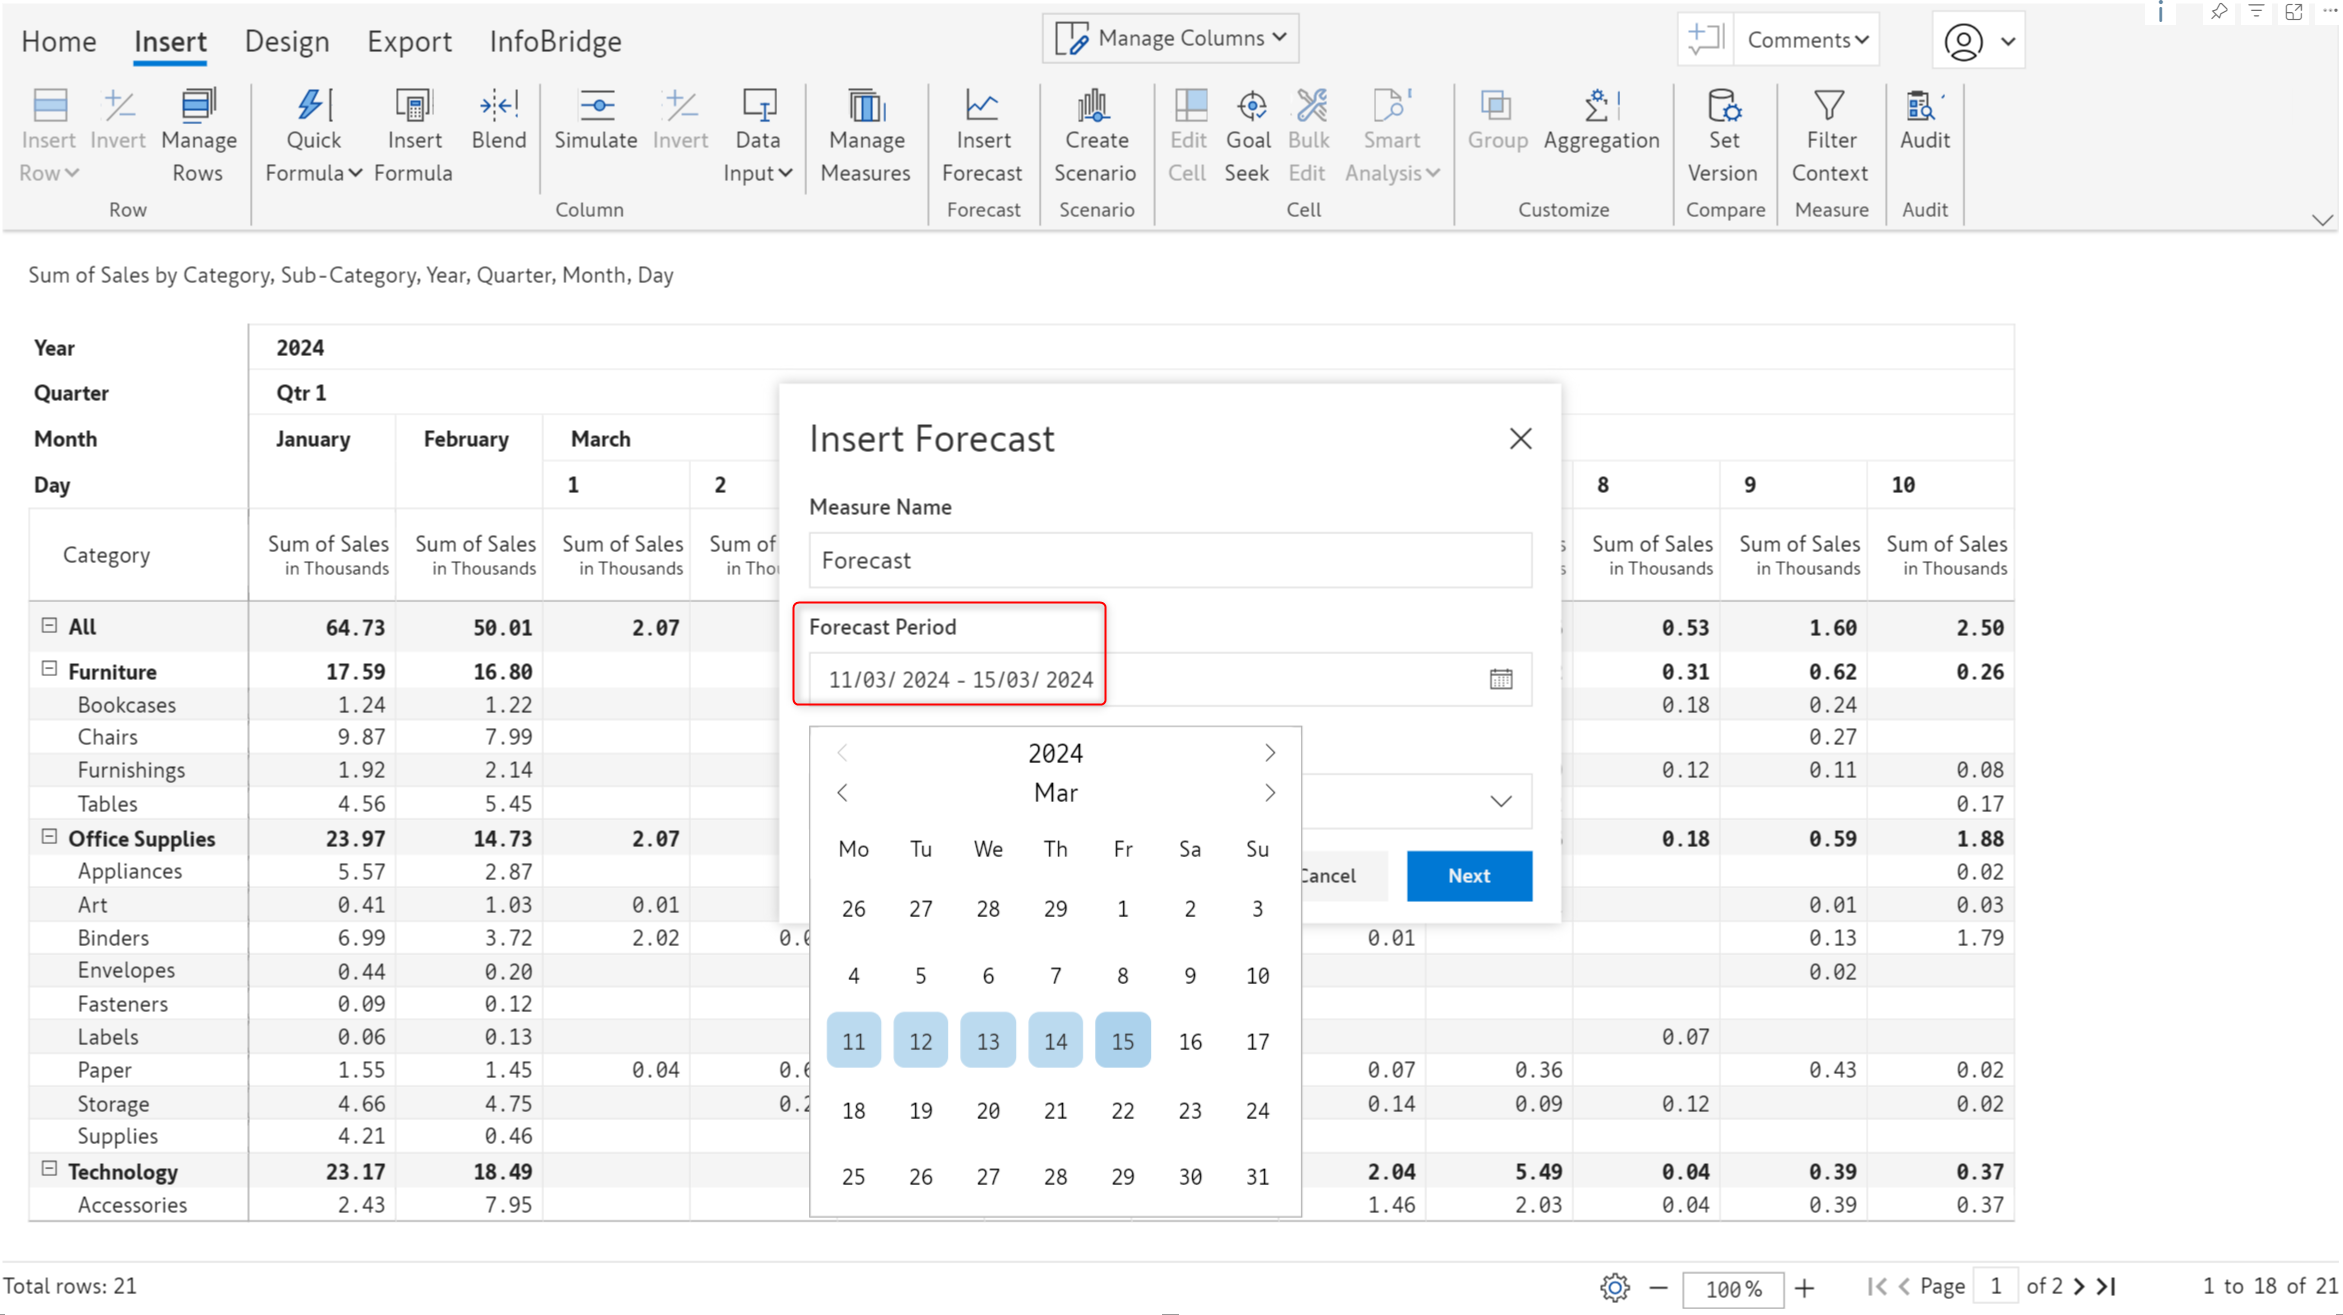 Home Insert Design Export InfoBridge Manage Columns Comments
Insert Row Invert Manage Rows Quick Formula Insert Formula Blend Simulate Invert Data Input Manage Measures Insert Forecast Create Scenario Edit Cell Goal Seek Bulk Edit Smart Analysis Group Aggregation Set Version Filter Context Audit
Row Column Forecast Scenario Cell Customize Compare Measure Audit
Sum of Sales by Category, Sub-Category, Year, Quarter, Month, Day
Year 2024
Quarter Qtr 1
Month January February March
Day 1 2 8 9 10
Category Sum of Sales in Thousands Sum of Sales in Thousands Sum of Sales in Thousands Sum of Sum of Sales in Thousands Sum of Sales in Thousands Sum of Sales in Thousands
All 64.73 50.01 2.07 0.53 1.60 2.50
Furniture 17.59 16.80 0.31 0.62 0.26
Bookcases 1.24 1.22 0.18 0.24
Chairs 9.87 7.99 0.27
Furnishings 1.92 2.14 0.12 0.11 0.08
Tables 4.56 5.45 0.17
Office Supplies 23.97 14.73 2.07 0.18 0.59 1.88
Appliances 5.57 2.87 0.02
Art 0.41 1.03 0.01 0.01 0.03
Binders 6.99 3.72 2.02 0.01 0.13 1.79
Envelopes 0.44 0.20 0.02
Fasteners 0.09 0.12
Labels 0.06 0.13 0.07
Paper 1.55 1.45 0.04 0.07 0.36 0.43 0.02
Storage 4.66 4.75 0.14 0.09 0.12 0.02
Supplies 4.21 0.46
Technology 23.17 18.49 2.04 5.49 0.04 0.39 0.37
Accessories 2.43 7.95 1.46 2.03 0.04 0.39 0.37
Insert Forecast
Measure Name
Forecast
Forecast Period
11/03/ 2024 - 15/03/ 2024
2024
Mar
Mo Tu We Th Fr Sa Su
26 27 28 29 1 2 3
4 5 6 7 8 9 10
11 12 13 14 15 16 17
18 19 20 21 22 23 24
25 26 27 28 29 30 31
Cancel Next
Total rows: 21 100% Page 1 of 2 1 to 18 of 21